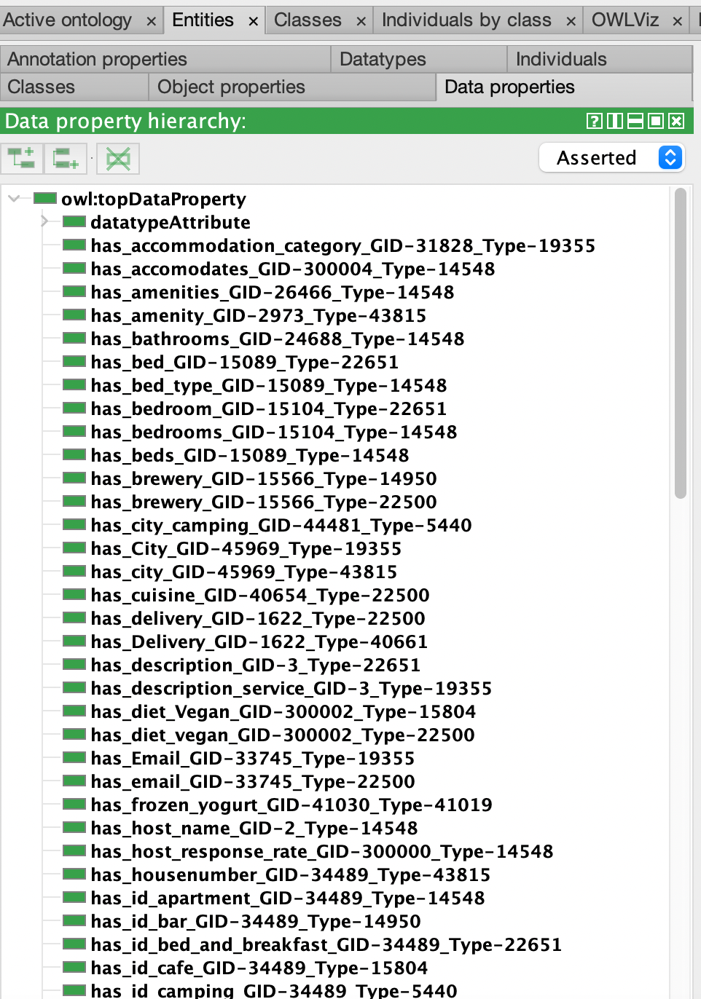 Active ontology × Entities × Classes × Individuals by class × OWLViz ×
Annotation properties Datatypes Individuals
Classes Object properties Data properties
Data property hierarchy:
Asserted
owl:topDataProperty
datatypeAttribute
has_accommodation_category_GID-31828_Type-19355
has_accomodates_GID-300004_Type-14548
has_amenities_GID-26466_Type-14548
has_amenity_GID-2973_Type-43815
has_bathrooms_GID-24688_Type-14548
has_bed_GID-15089_Type-22651
has_bed_type_GID-15089_Type-14548
has_bedroom_GID-15104_Type-22651
has_bedrooms_GID-15104_Type-14548
has_beds_GID-15089_Type-14548
has_brewery_GID-15566_Type-14950
has_brewery_GID-15566_Type-22500
has_city_camping_GID-44481_Type-5440
has_City_GID-45969_Type-19355
has_city_GID-45969_Type-43815
has_cuisine_GID-40654_Type-22500
has_delivery_GID-1622_Type-22500
has_Delivery_GID-1622_Type-40661
has_description_GID-3_Type-22651
has_description_service_GID-3_Type-19355
has_diet_Vegan_GID-300002_Type-15804
has_diet_vegan_GID-300002_Type-22500
has_Email_GID-33745_Type-19355
has_email_GID-33745_Type-22500
has_frozen_yogurt_GID-41030_Type-41019
has_host_name_GID-2_Type-14548
has_host_response_rate_GID-300000_Type-14548
has_housenumber_GID-34489_Type-43815
has_id_apartment_GID-34489_Type-14548
has_id_bar_GID-34489_Type-14950
has_id_bed_and_breakfast_GID-34489_Type-22651
has_id_cafe_GID-34489_Type-15804
has_id_camping_GID-34489_Type-5440